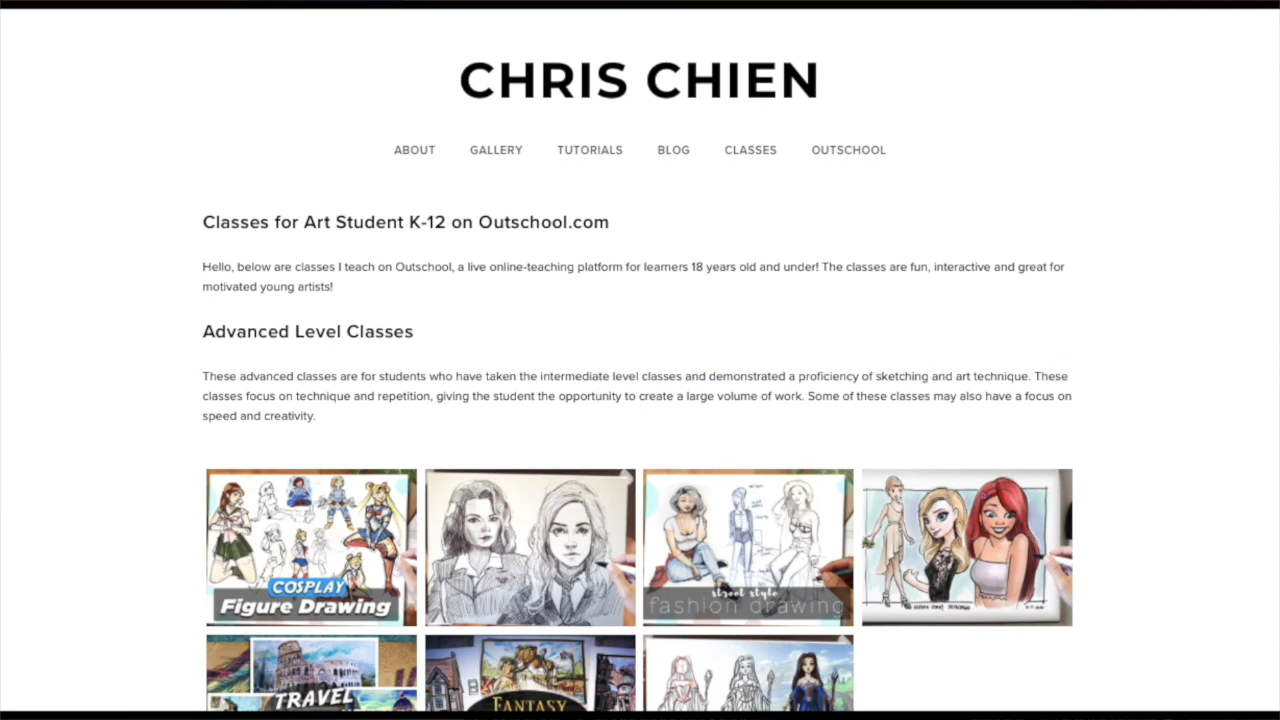 CHRIS CHIEN
ABOUT GALLERY TUTORIALS BLOG CLASSES OUTSCHOOL
Classes for Art Student K-12 on Outschool.com
Hello, below are classes I teach on Outschool, a live online-teaching platform for learners 18 years old and under! The classes are fun, interactive and great for
motivated young artists!
Advanced Level Classes
These advanced classes are for students who have taken the intermediate level classes and demonstrated a proficiency of sketching and art technique. These
classes focus on technique and repetition, giving the student the opportunity to create a large volume of work. Some of these classes may also have a focus on
speed and creativity.
COSPLAY
Figure Drawing
street style
fashion drawing
TRAVEL
FANTASY